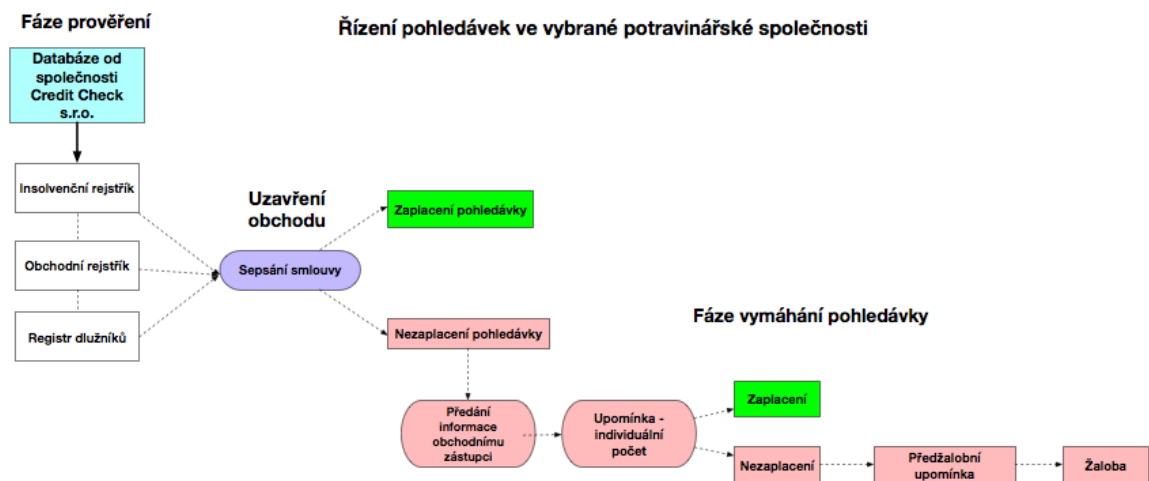 Fáze prověření
Řízení pohledávek ve vybrané potravinářské společnosti
Databáze od
společnosti
Credit Check
s.r.o.
Insolvenční rejstřík
Obchodní rejstřík
Registr dlužníků
Uzavření
obchodu
Sepsání smlouvy
Zaplacení pohledávky
Nezaplacení pohledávky
Fáze vymáhání pohledávky
Předání
informace
obchodnímu
zástupci
Upomínka -
individuální
počet
Zaplacení
Nezaplacení
Předžalobní
upomínka
Žaloba